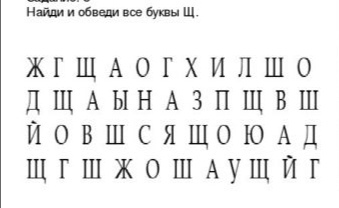 Найди и обведи все буквы Щ.
Ж Г Щ А О Г Х И Л Ш О
Д Щ А Ы Н А З П Щ В Ш
Й О В Ш С Я Щ О Ю А Д
Щ Г Ш Ж О Ш А У Щ Й Г